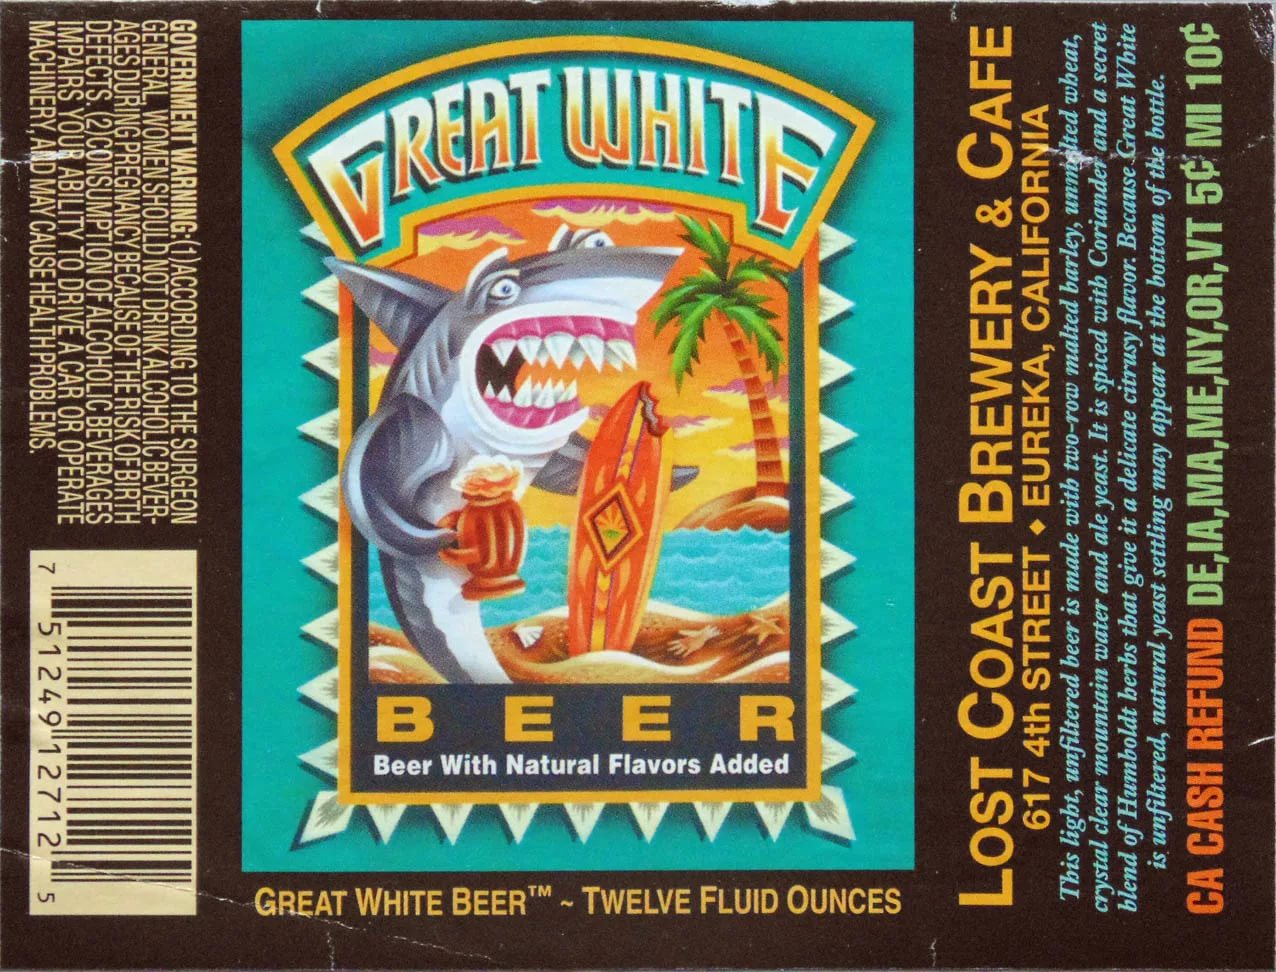 GOVERNMENT WARNING: (1) ACCORDING TO THE SURGEON
GENERAL, WOMEN SHOULD NOT DRINK ALCOHOLIC BEVER-
AGES DURING PREGNANCY BECAUSE OF THE RISK OF BIRTH
DEFECTS. (2) CONSUMPTION OF ALCOHOLIC BEVERAGES
IMPAIRS YOUR ABILITY TO DRIVE A CAR OR OPERATE
MACHINERY, AND MAY CAUSE HEALTH PROBLEMS.
7 51249 12712 5
GREAT WHITE
BEER
Beer With Natural Flavors Added
GREAT WHITE BEER™ ~ TWELVE FLUID OUNCES
LOST COAST BREWERY & CAFE
617 4th STREET ♦ EUREKA, CALIFORNIA
This light, unfiltered beer is made with two-row malted barley, unmalted wheat,
crystal clear mountain water and ale yeast. It is spiced with Coriander and a secret
blend of Humboldt herbs that give it a delicate citrusy flavor. Because Great White
is unfiltered, natural yeast settling may appear at the bottom of the bottle.
CA CASH REFUND DE,IA,MA,ME,NY,OR,VT 5¢ MI 10¢